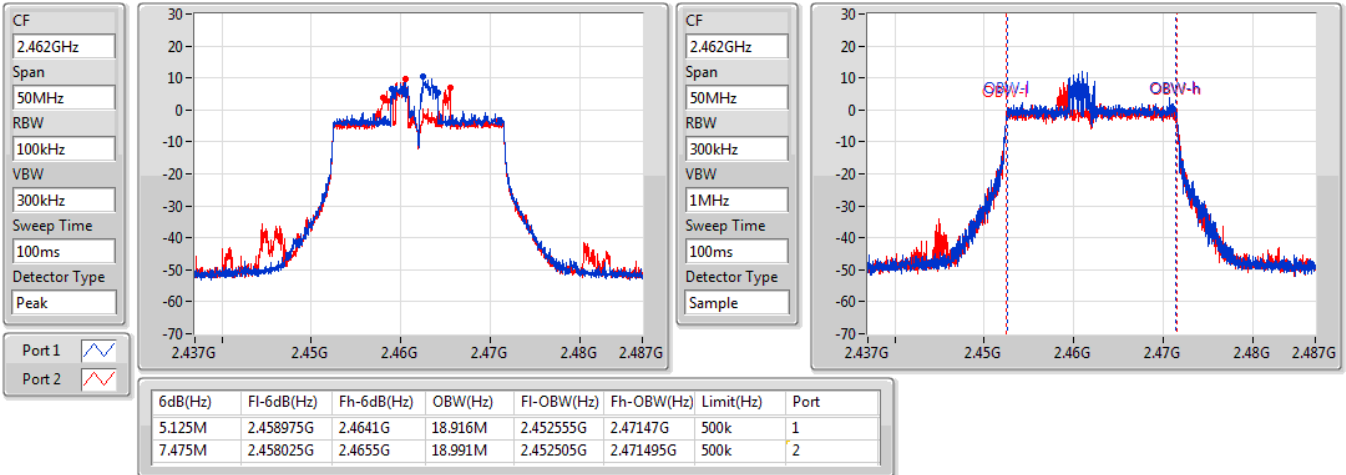 CF
2.462GHz
Span
50MHz
RBW
100kHz
VBW
300kHz
Sweep Time
100ms
Detector Type
Peak
Port 1
Port 2
30
20
10
0
-10
-20
-30
-40
-50
-60
-70
2.437G 2.45G 2.46G 2.47G 2.48G 2.487G
CF
2.462GHz
Span
50MHz
RBW
300kHz
VBW
1MHz
Sweep Time
100ms
Detector Type
Sample
30
20
10
0
-10
-20
-30
-40
-50
-60
-70
OBW-l OBW-h
2.437G 2.45G 2.46G 2.47G 2.48G 2.487G
6dB(Hz) Fl-6dB(Hz) Fh-6dB(Hz) OBW(Hz) Fl-OBW(Hz) Fh-OBW(Hz) Limit(Hz) Port
5.125M 2.458975G 2.4641G 18.916M 2.452555G 2.47147G 500k 1
7.475M 2.458025G 2.4655G 18.991M 2.452505G 2.471495G 500k 2